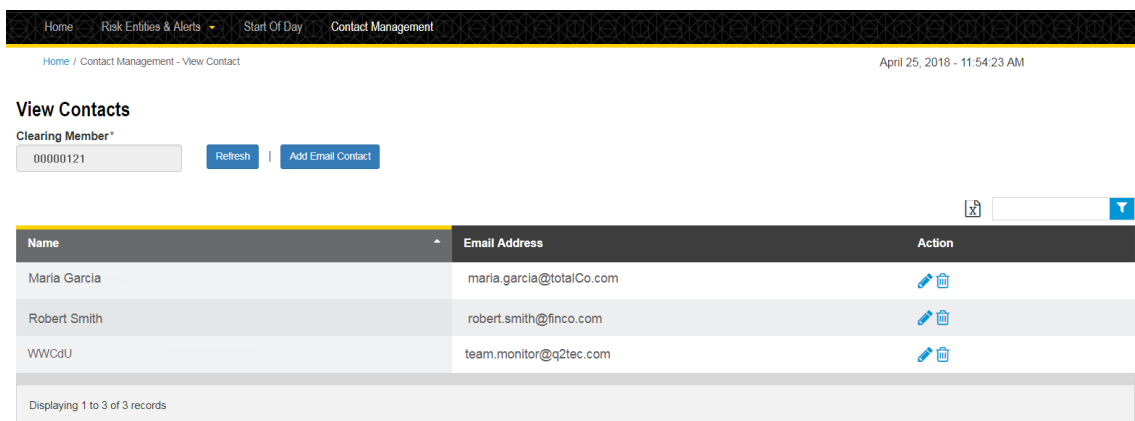 Home Risk Entities & Alerts Start Of Day Contact Management
Home / Contact Management - View Contact April 25, 2018 - 11:54:23 AM
View Contacts
Clearing Member*
00000121 Refresh | Add Email Contact
Name Email Address Action
Maria Garcia maria.garcia@totalCo.com
Robert Smith robert.smith@finco.com
WWCdU team.monitor@q2tec.com
Displaying 1 to 3 of 3 records